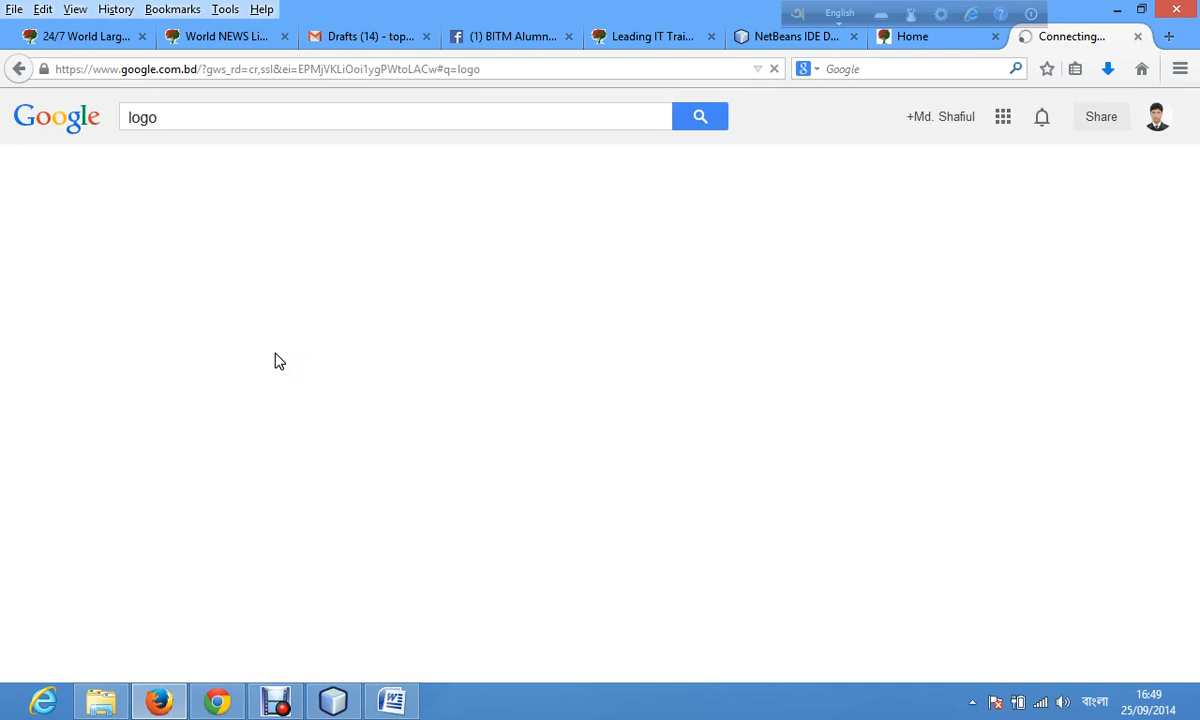 File Edit View History Bookmarks Tools Help
English
24/7 World Larg...
World NEWS Li...
Drafts (14) - top...
(1) BITM Alumn...
Leading IT Trai...
NetBeans IDE D...
Home
Connecting...
https://www.google.com.bd/?gws_rd=cr,ssl&ei=EPMjVKLiOoi1ygPWtoLACw#q=logo
Google
Google
logo
+Md. Shafiul
Share
বাংলা
16:49
25/09/2014